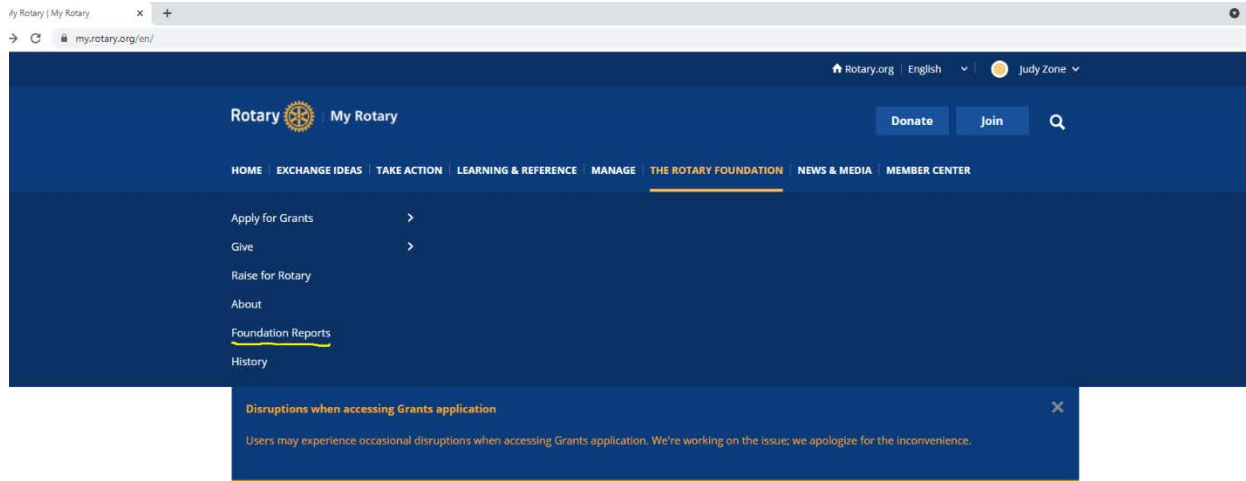 My Rotary | My Rotary
my.rotary.org/en/
Rotary.org English Judy Zone
Rotary My Rotary Donate Join
HOME EXCHANGE IDEAS TAKE ACTION LEARNING & REFERENCE MANAGE THE ROTARY FOUNDATION NEWS & MEDIA MEMBER CENTER
Apply for Grants
Give
Raise for Rotary
About
Foundation Reports
History
Disruptions when accessing Grants application
Users may experience occasional disruptions when accessing Grants application. We're working on the issue; we apologize for the inconvenience.